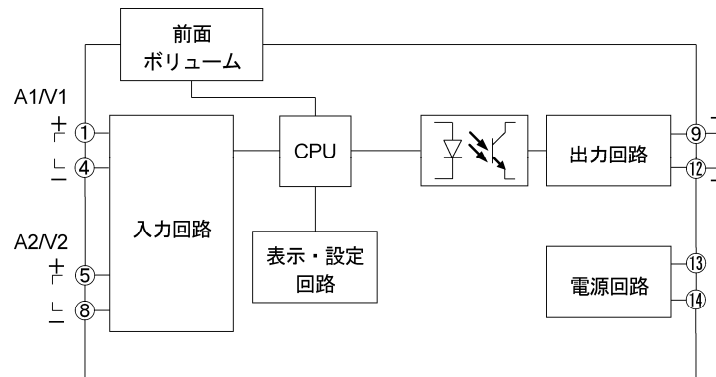 前面
ボリューム
A1/V1
+
①
−
④
入力回路
A2/V2
+
⑤
−
⑧
CPU
表示・設定
回路
出力回路
⑨
⑫
電源回路
⑬
⑭